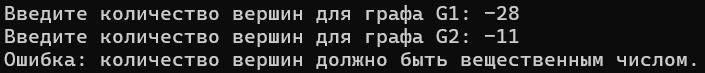 Введите количество вершин для графа G1: -28
Введите количество вершин для графа G2: -11
Ошибка: количество вершин должно быть вещественным числом.